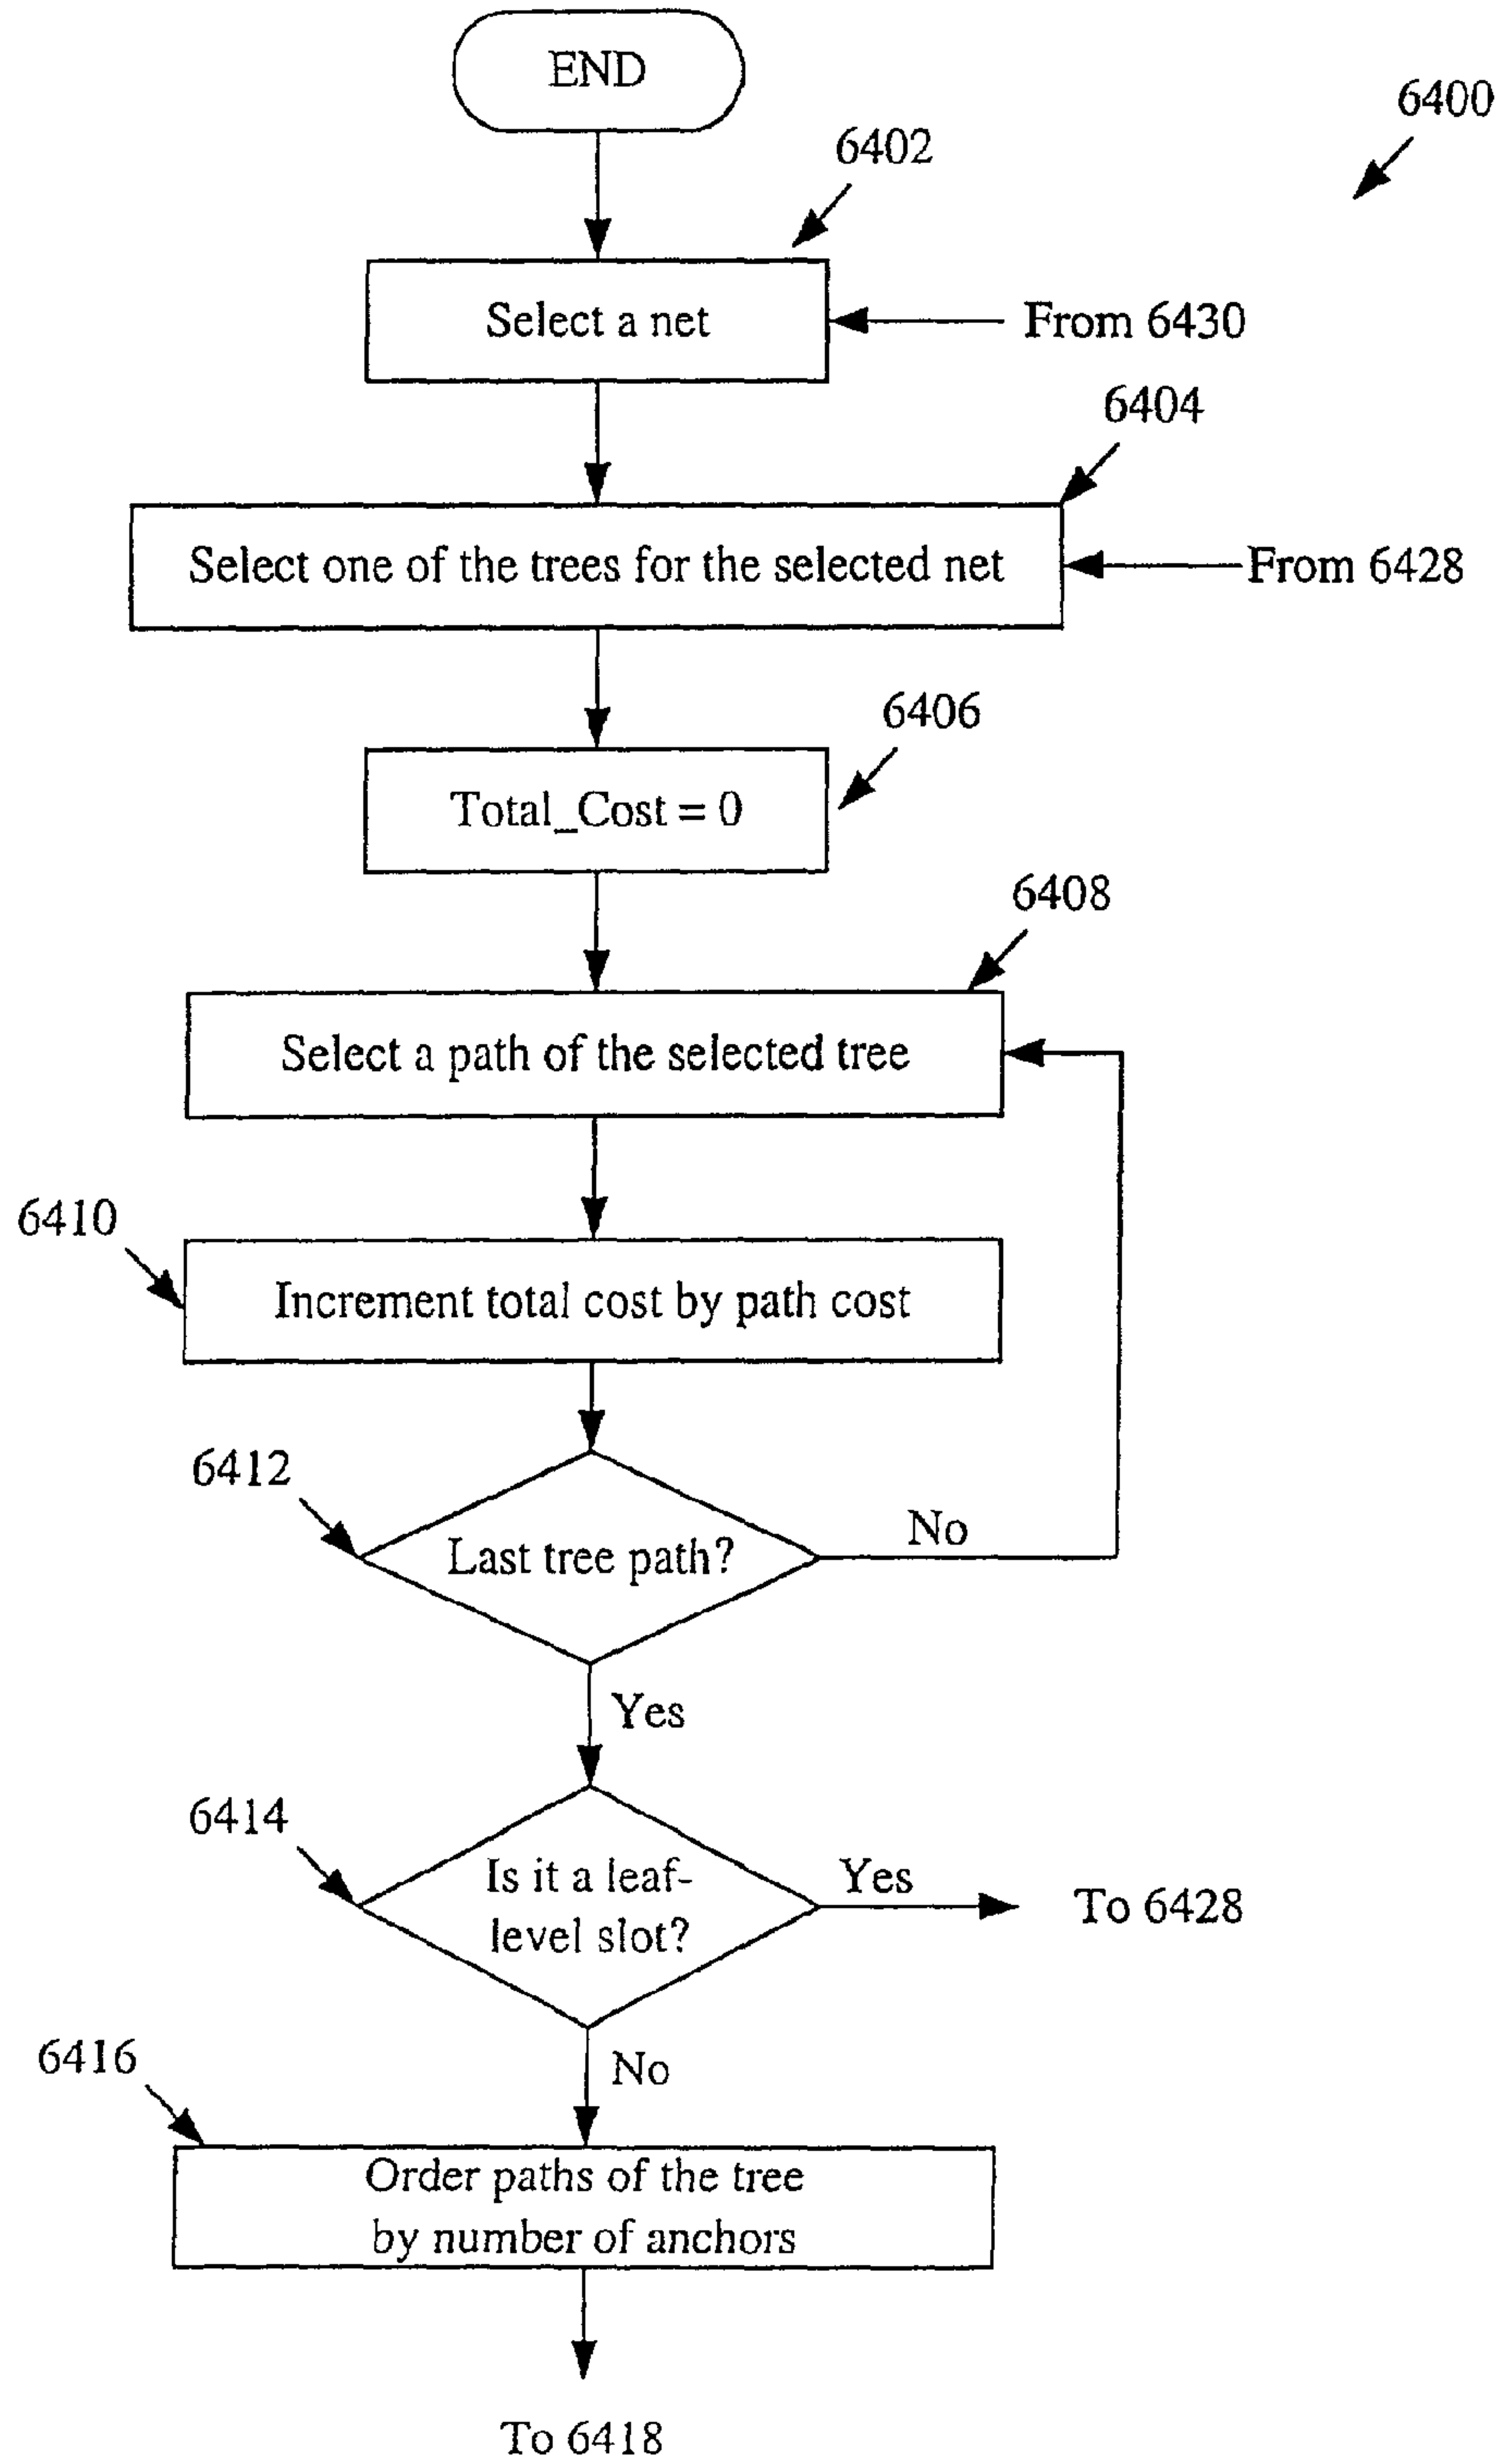 END
6400
6402
Select a net
From 6430
6404
Select one of the trees for the selected net
From 6428
6406
Total_Cost = 0
6408
Select a path of the selected tree
6410
Increment total cost by path cost
6412
Last tree path?
No
Yes
6414
Is it a leaf-
level slot?
Yes
To 6428
No
6416
Order paths of the tree
by number of anchors
To 6418